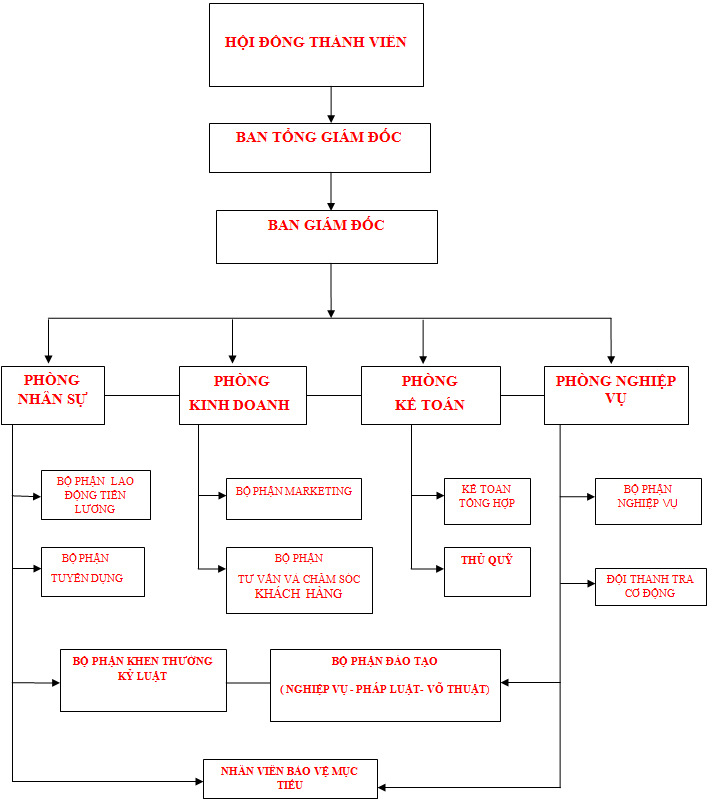 HỘI ĐỒNG THÀNH VIÊN
BAN TỔNG GIÁM ĐỐC
BAN GIÁM ĐỐC
PHÒNG
NHÂN SỰ
PHÒNG
KINH DOANH
PHÒNG
KẾ TOÁN
PHÒNG NGHIỆP
VỤ
BỘ PHẬN LAO
ĐỘNG TIỀN
LƯƠNG
BỘ PHẬN MARKETING
KẾ TOÁN
TỔNG HỢP
BỘ PHẬN
NGHIỆP VỤ
BỘ PHẬN
TUYỂN DỤNG
BỘ PHẬN
TƯ VẤN VÀ CHĂM SÓC
KHÁCH HÀNG
THỦ QUỸ
ĐỘI THANH TRA
CƠ ĐỘNG
BỘ PHẬN KHEN THƯỞNG
KỶ LUẬT
BỘ PHẬN ĐÀO TẠO
( NGHIỆP VỤ - PHÁP LUẬT- VÕ THUẬT)
NHÂN VIÊN BẢO VỆ MỤC
TIÊU